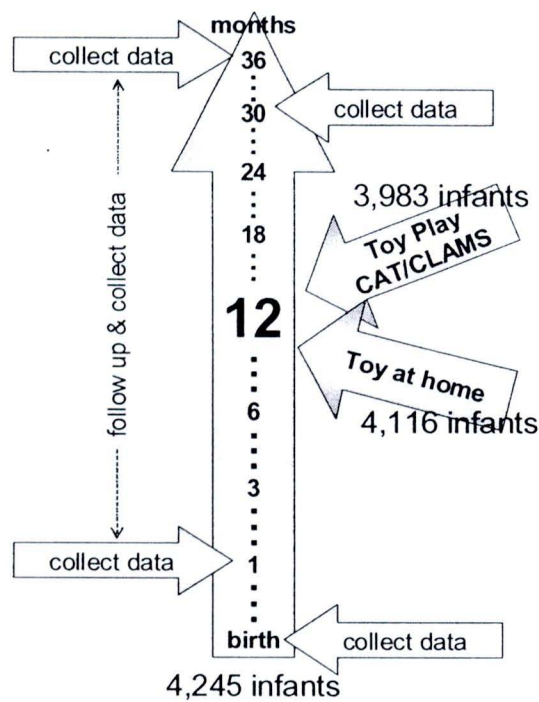 months
collect data
36
collect data
30
24
3,983 infants
Toy Play
CAT/CLAMS
18
12
Toy at home
4,116 infants
follow up & collect data
6
3
collect data
1
birth
collect data
4,245 infants